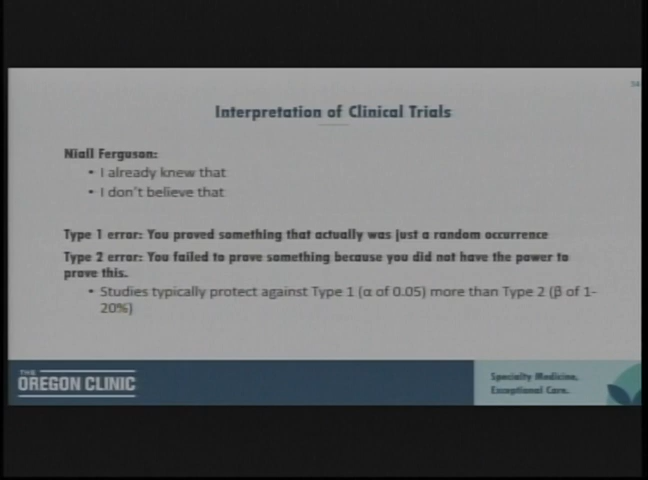 Interpretation of Clinical Trials
Niall Ferguson:
• I already knew that
• I don't believe that
Type 1 error: You proved something that actually was just a random occurrence
Type 2 error: You failed to prove something because you did not have the power to
prove this.
• Studies typically protect against Type 1 (α of 0.05) more than Type 2 (β of 1-
20%)
THE
OREGON CLINIC
Specialty Medicine,
Exceptional Care.